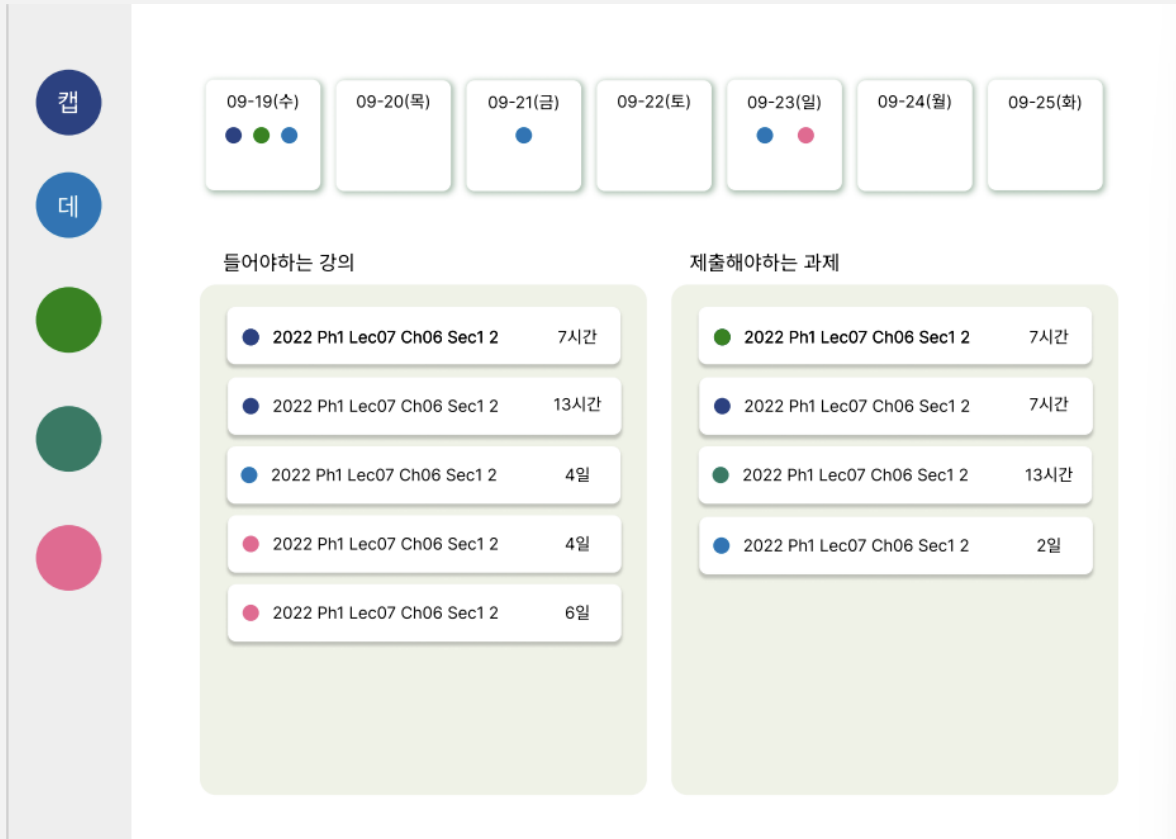 캡
데
09-19(수)
09-20(목)
09-21(금)
09-22(토)
09-23(일)
09-24(월)
09-25(화)
들어야하는 강의
2022 Ph1 Lec07 Ch06 Sec1 2 7시간
2022 Ph1 Lec07 Ch06 Sec1 2 13시간
2022 Ph1 Lec07 Ch06 Sec1 2 4일
2022 Ph1 Lec07 Ch06 Sec1 2 4일
2022 Ph1 Lec07 Ch06 Sec1 2 6일
제출해야하는 과제
2022 Ph1 Lec07 Ch06 Sec1 2 7시간
2022 Ph1 Lec07 Ch06 Sec1 2 7시간
2022 Ph1 Lec07 Ch06 Sec1 2 13시간
2022 Ph1 Lec07 Ch06 Sec1 2 2일